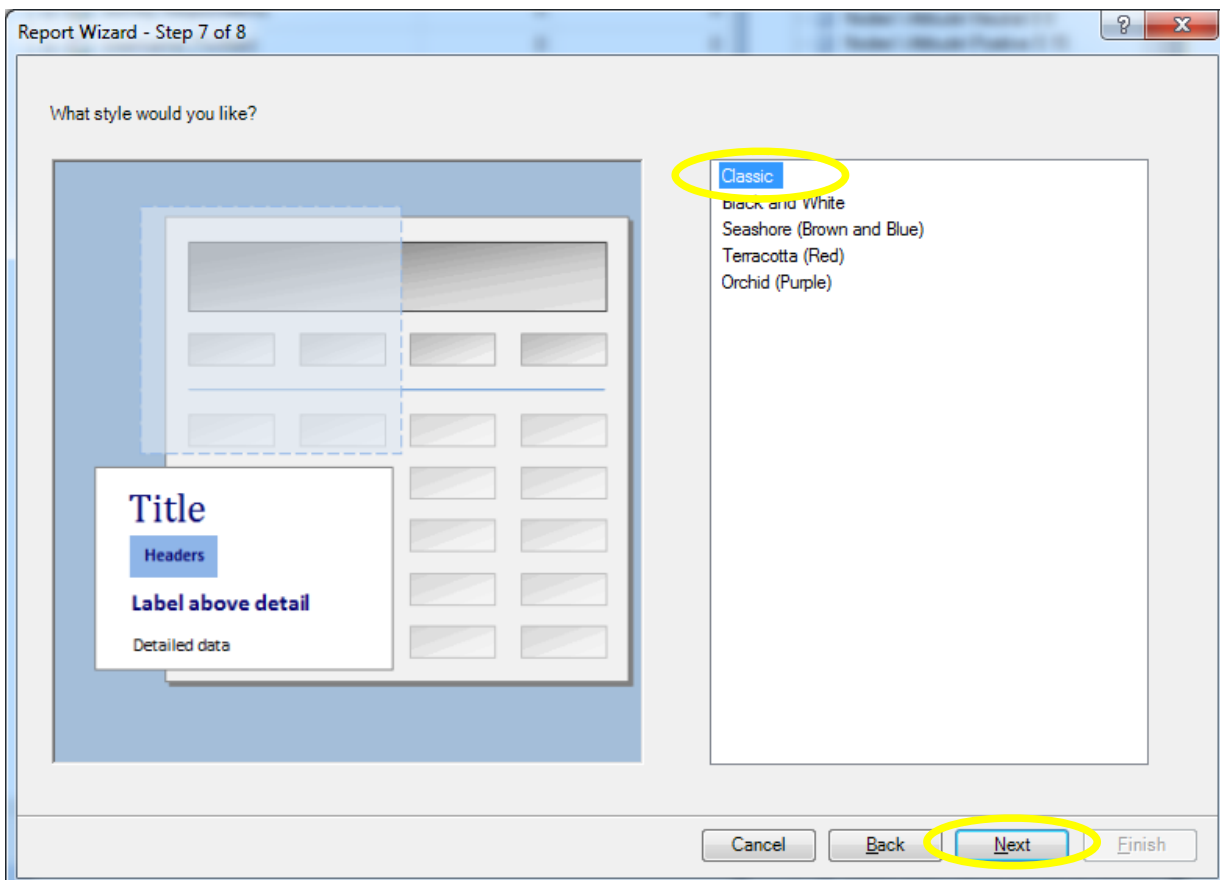 Report Wizard - Step 7 of 8
What style would you like?
Classic
Black and White
Seashore (Brown and Blue)
Terracotta (Red)
Orchid (Purple)
Title
Headers
Label above detail
Detailed data
Cancel
Back
Next
Finish